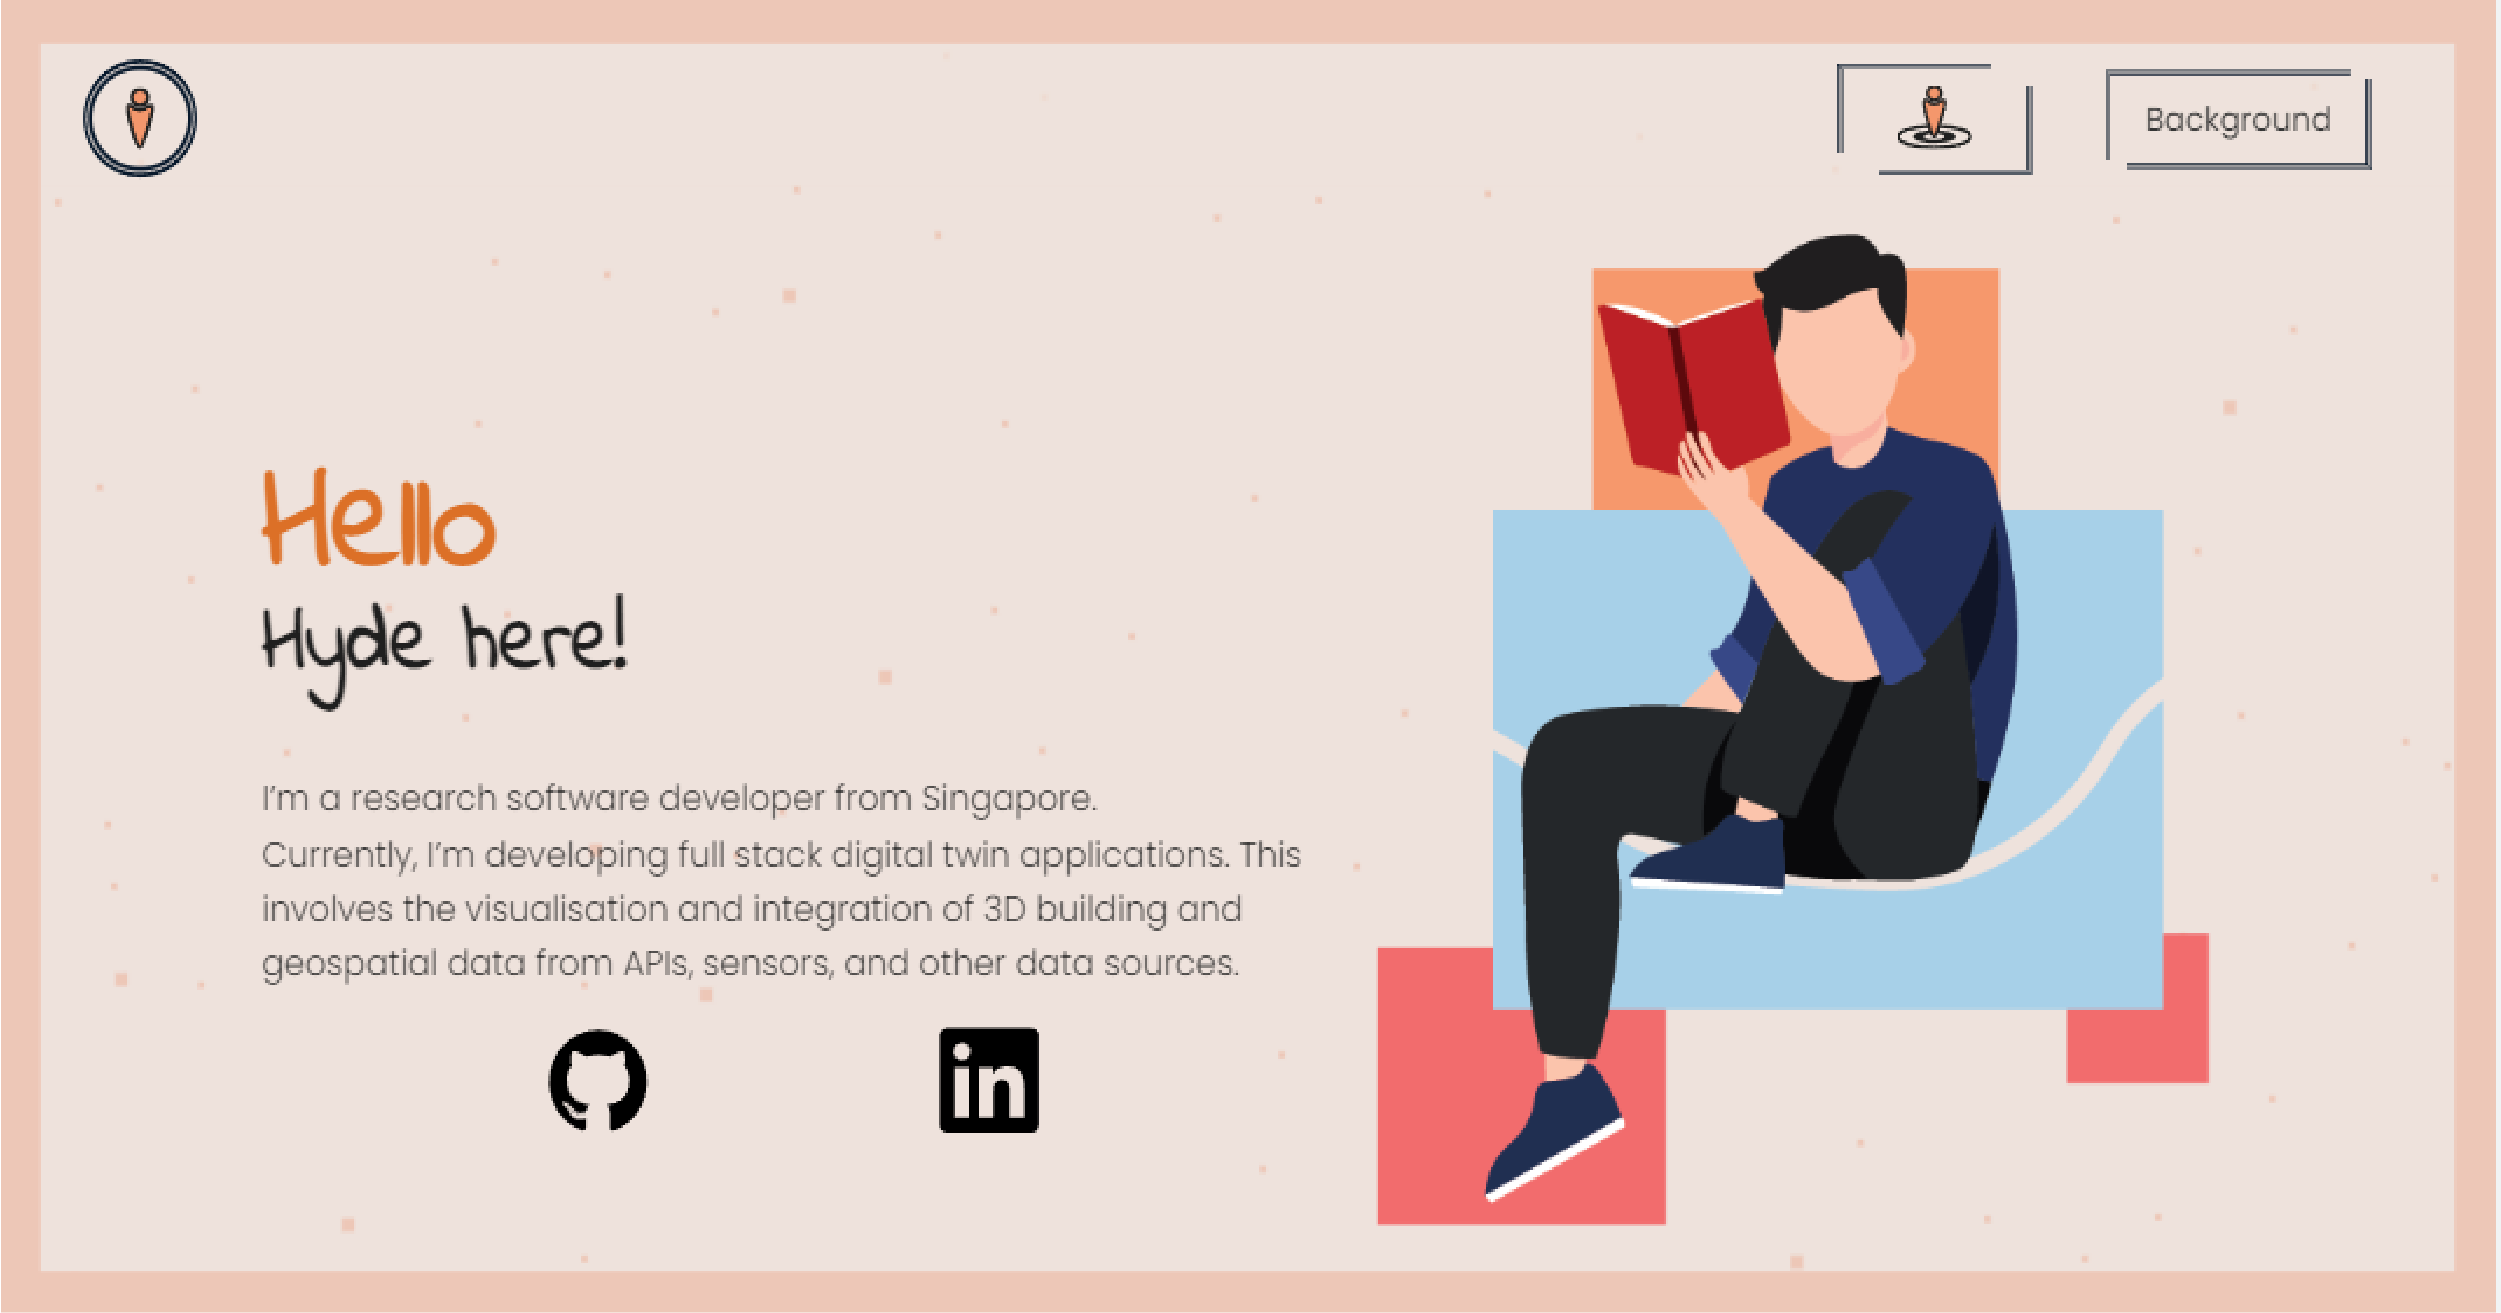 Background
Hello
Hyde here!
I'm a research software developer from Singapore.
Currently, I'm developing full stack digital twin applications. This
involves the visualisation and integration of 3D building and
geospatial data from APIs, sensors, and other data sources.
in